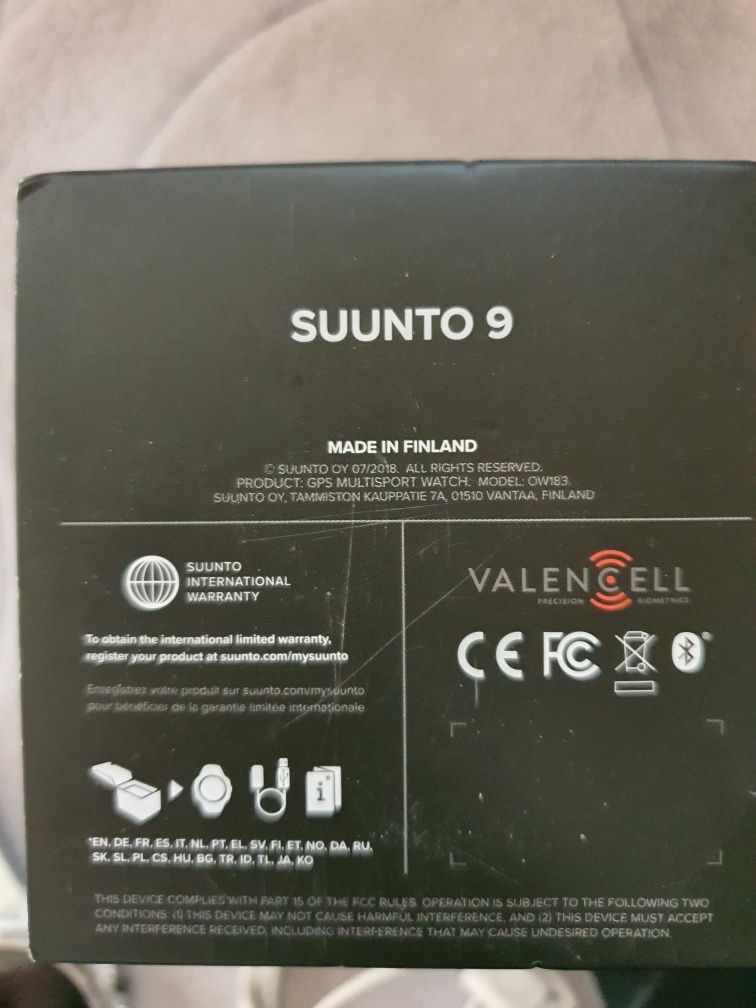 SUUNTO 9
MADE IN FINLAND
© SUUNTO OY 07/2018. ALL RIGHTS RESERVED.
PRODUCT: GPS MULTISPORT WATCH. MODEL: OW183.
SUUNTO OY, TAMMISTON KAUPPATIE 7A, 01510 VANTAA, FINLAND
SUUNTO
INTERNATIONAL
WARRANTY
To obtain the international limited warranty,
register your product at suunto.com/mysuunto
Enregistrez votre produit sur suunto.com/mysuunto
pour bénéficier de la garantie limitée internationale
i*
*EN, DE, FR, ES, IT, NL, PT, EL, SV, FI, ET, NO, DA, RU,
SK, SL, PL, CS, HU, BG, TR, ID, TL, JA, KO
VALENCELL
PRECISION BIOMETRICS
CE FC
THIS DEVICE COMPLIES WITH PART 15 OF THE FCC RULES. OPERATION IS SUBJECT TO THE FOLLOWING TWO
CONDITIONS: (1) THIS DEVICE MAY NOT CAUSE HARMFUL INTERFERENCE, AND (2) THIS DEVICE MUST ACCEPT
ANY INTERFERENCE RECEIVED, INCLUDING INTERFERENCE THAT MAY CAUSE UNDESIRED OPERATION.